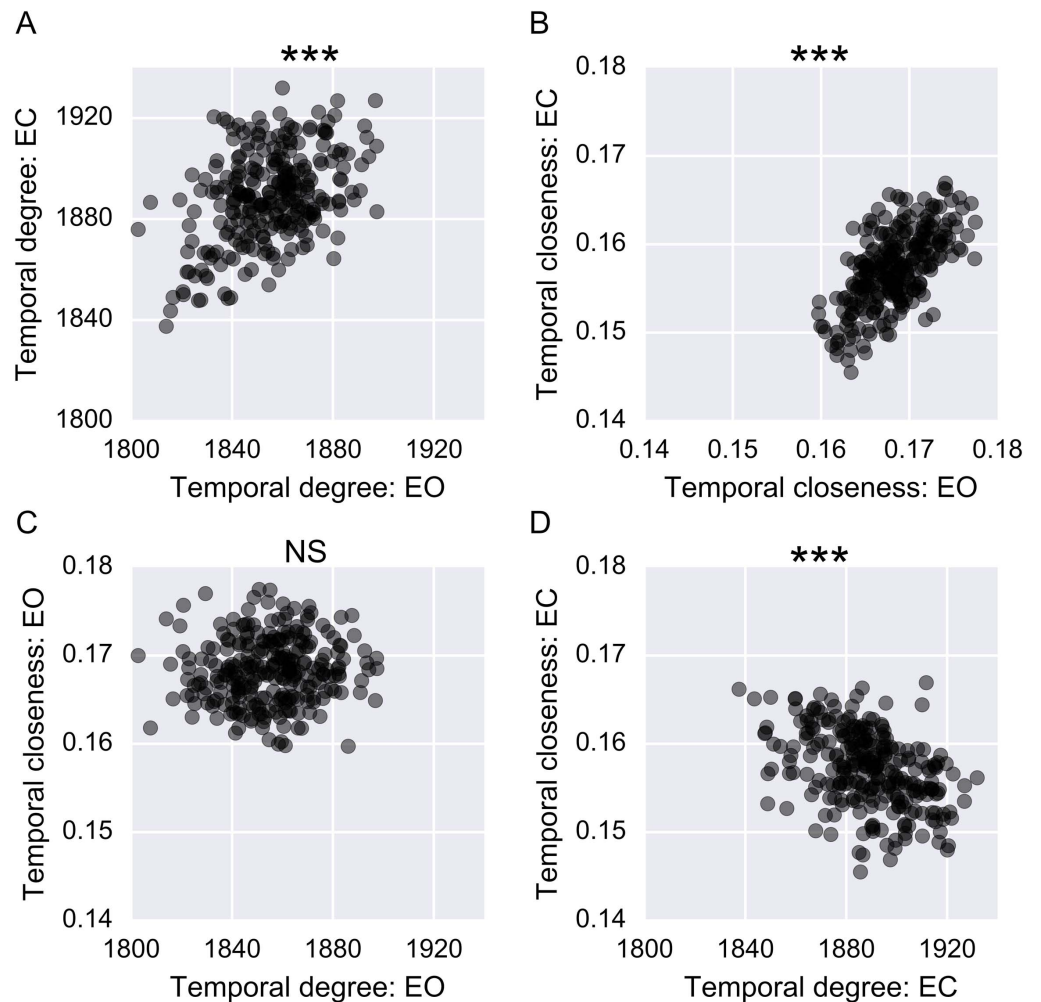 A
***
Temporal degree: EC
1920
1880
1840
1800
1800 1840 1880 1920
Temporal degree: EO
B
***
Temporal closeness: EC
0.18
0.17
0.16
0.15
0.14
0.14 0.15 0.16 0.17 0.18
Temporal closeness: EO
C
NS
Temporal closeness: EO
0.18
0.17
0.16
0.15
0.14
1800 1840 1880 1920
Temporal degree: EO
D
***
Temporal closeness: EC
0.18
0.17
0.16
0.15
0.14
1800 1840 1880 1920
Temporal degree: EC